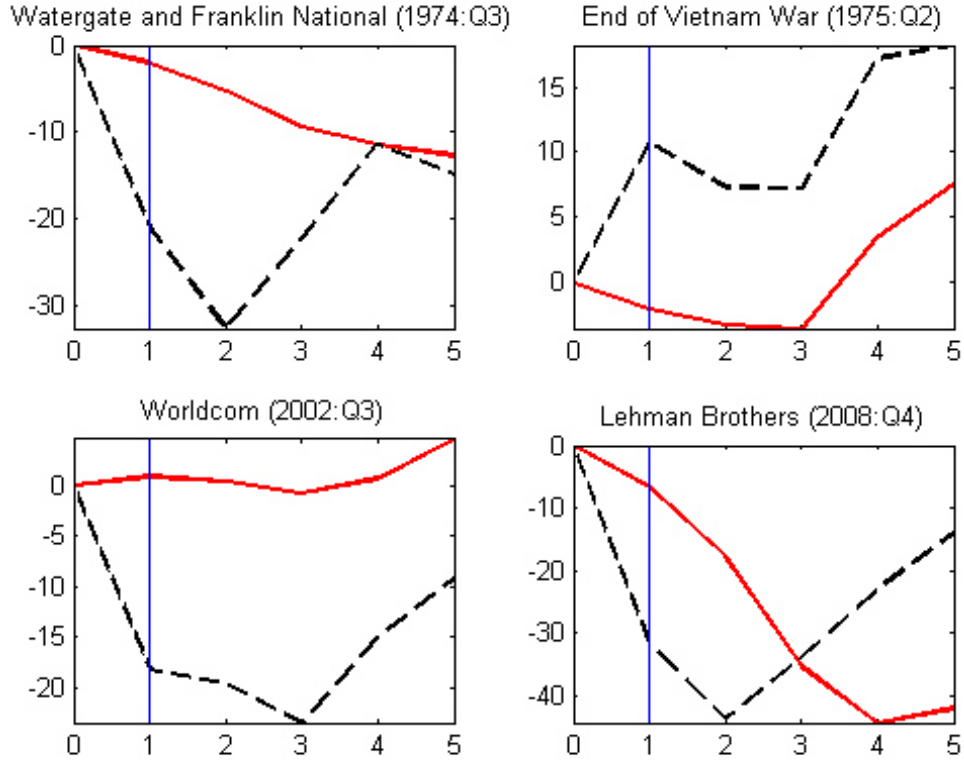 Watergate and Franklin National (1974:Q3)
0
-10
-20
-30
0 1 2 3 4 5
End of Vietnam War (1975:Q2)
15
10
5
0
0 1 2 3 4 5
Worldcom (2002:Q3)
0
-5
-10
-15
-20
0 1 2 3 4 5
Lehman Brothers (2008:Q4)
0
-10
-20
-30
-40
0 1 2 3 4 5